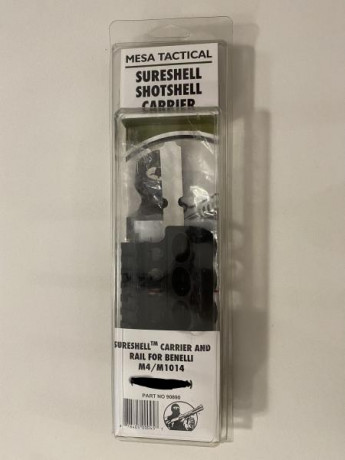 MESA TACTICAL
SURESHELL
SHOTSHELL
CARRIER
SURESHELL™ CARRIER AND
RAIL FOR BENELLI
M4/M1014
PART NO